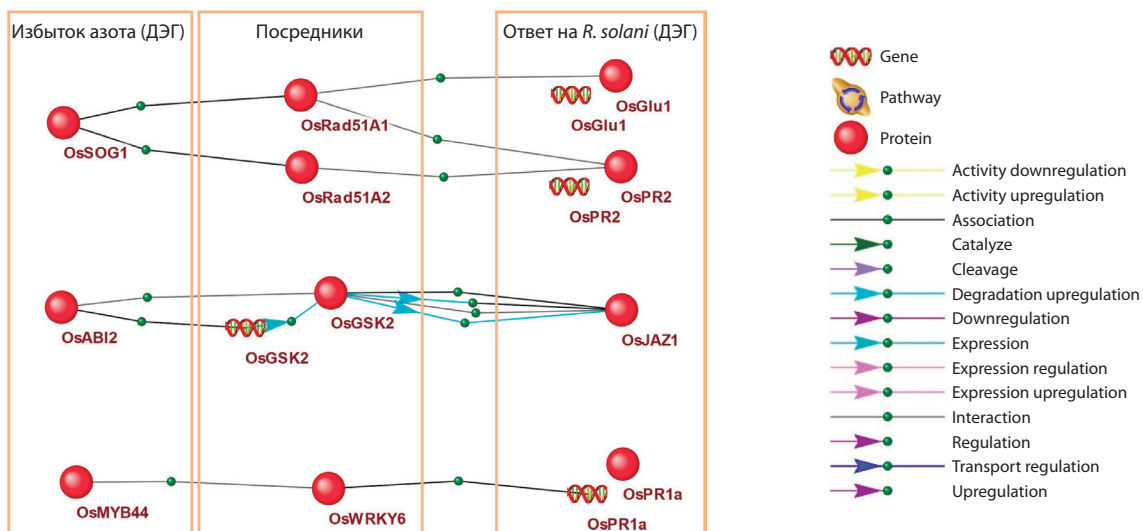 Избыток азота (ДЭГ)
Посредники
Ответ на R. solani (ДЭГ)
OsSOG1
OsRad51A1
OsRad51A2
OsGlu1
OsGlu1
OsPR2
OsPR2
OsABI2
OsGSK2
OsGSK2
OsJAZ1
OsMYB44
OsWRKY6
OsPR1a
OsPR1a
Gene
Pathway
Protein
Activity downregulation
Activity upregulation
Association
Catalyze
Cleavage
Degradation upregulation
Downregulation
Expression
Expression regulation
Expression upregulation
Interaction
Regulation
Transport regulation
Upregulation